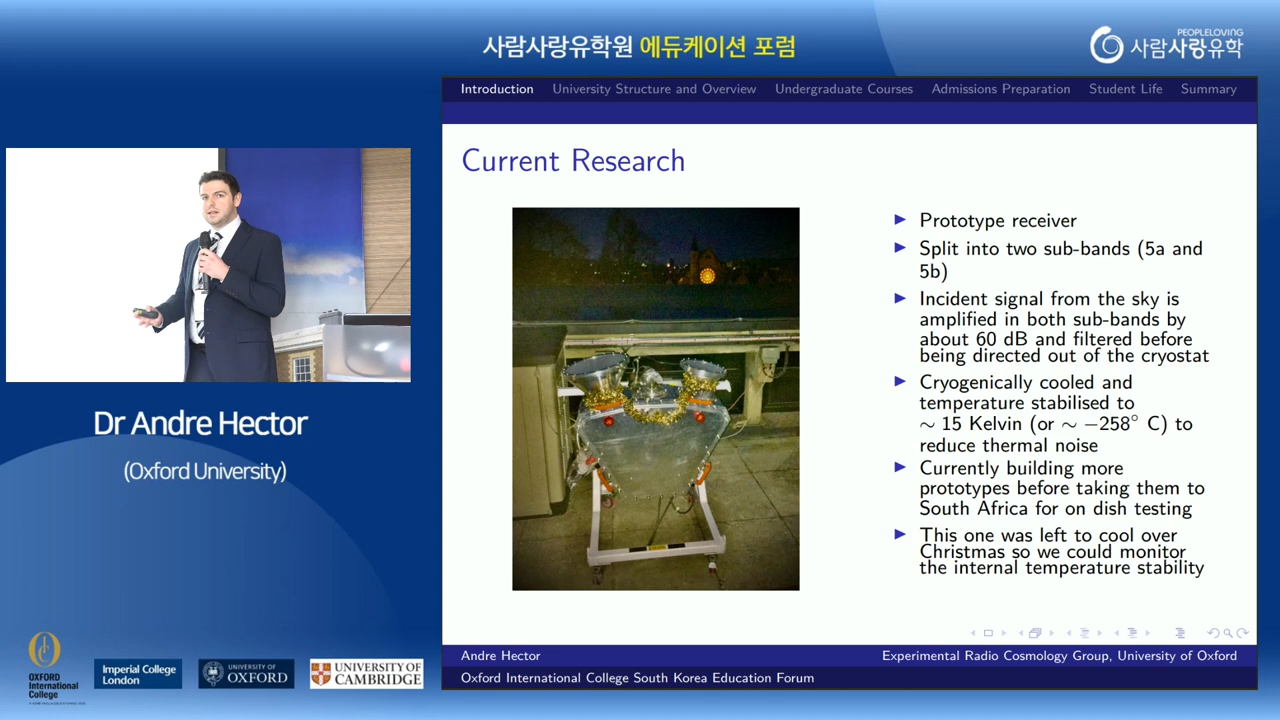 사람사랑유학원 에듀케이션 포럼
PEOPLELOVING
사람사랑유학
Introduction University Structure and Overview Undergraduate Courses Admissions Preparation Student Life Summary
Current Research
Prototype receiver
Split into two sub-bands (5a and
5b)
Incident signal from the sky is
amplified in both sub-bands by
about 60 dB and filtered before
being directed out of the cryostat
Cryogenically cooled and
temperature stabilised to
∼ 15 Kelvin (or ∼ −258° C) to
reduce thermal noise
Currently building more
prototypes before taking them to
South Africa for on dish testing
This one was left to cool over
Christmas so we could monitor
the internal temperature stability
Andre Hector
Experimental Radio Cosmology Group, University of Oxford
Oxford International College South Korea Education Forum
Dr Andre Hector
(Oxford University)
OXFORD
International
College
Imperial College
London
UNIVERSITY OF
OXFORD
UNIVERSITY OF
CAMBRIDGE